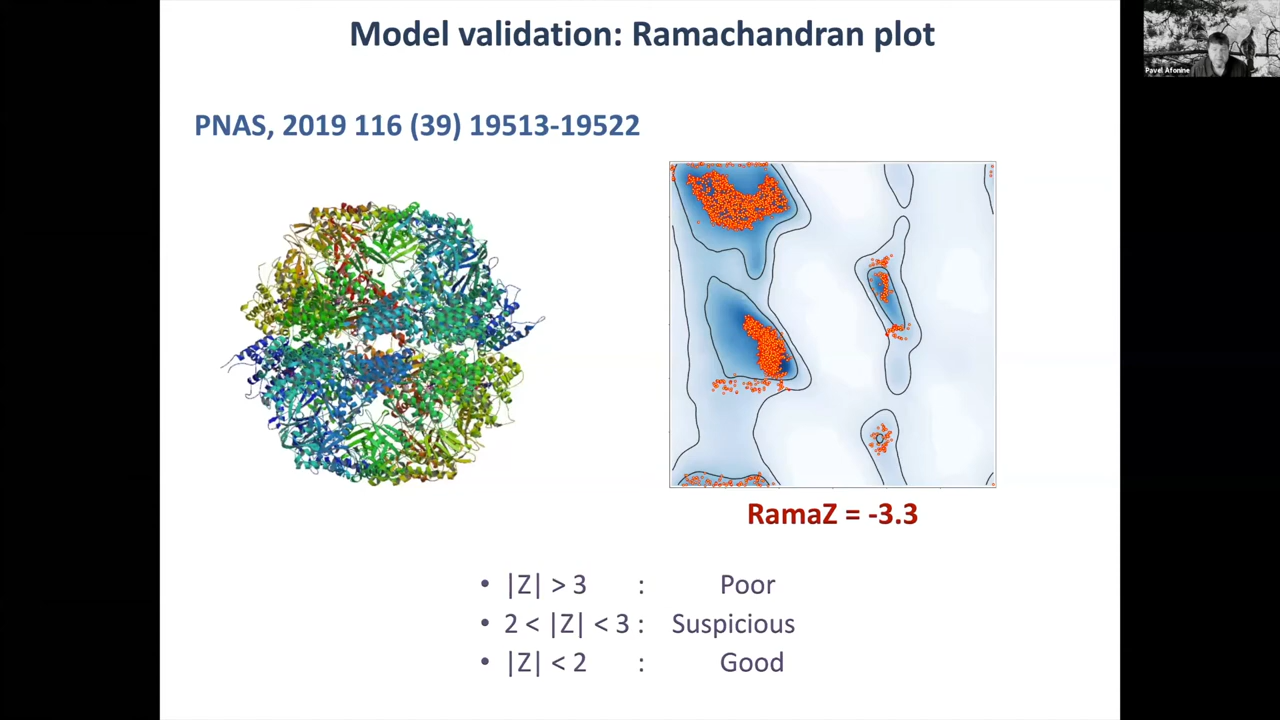 Model validation: Ramachandran plot
Pavel Afonine
PNAS, 2019 116 (39) 19513-19522
RamaZ = -3.3
• |Z| > 3 : Poor
• 2 < |Z| < 3 : Suspicious
• |Z| < 2 : Good